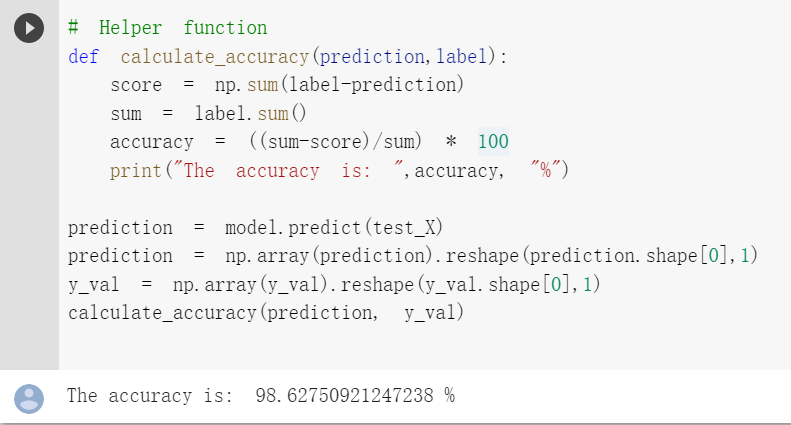 # Helper function
def calculate_accuracy(prediction,label):
    score = np.sum(label-prediction)
    sum = label.sum()
    accuracy = ((sum-score)/sum) * 100
    print("The accuracy is: ",accuracy, "%")
prediction = model.predict(test_X)
prediction = np.array(prediction).reshape(prediction.shape[0],1)
y_val = np.array(y_val).reshape(y_val.shape[0],1)
calculate_accuracy(prediction, y_val)
The accuracy is: 98.62750921247238 %